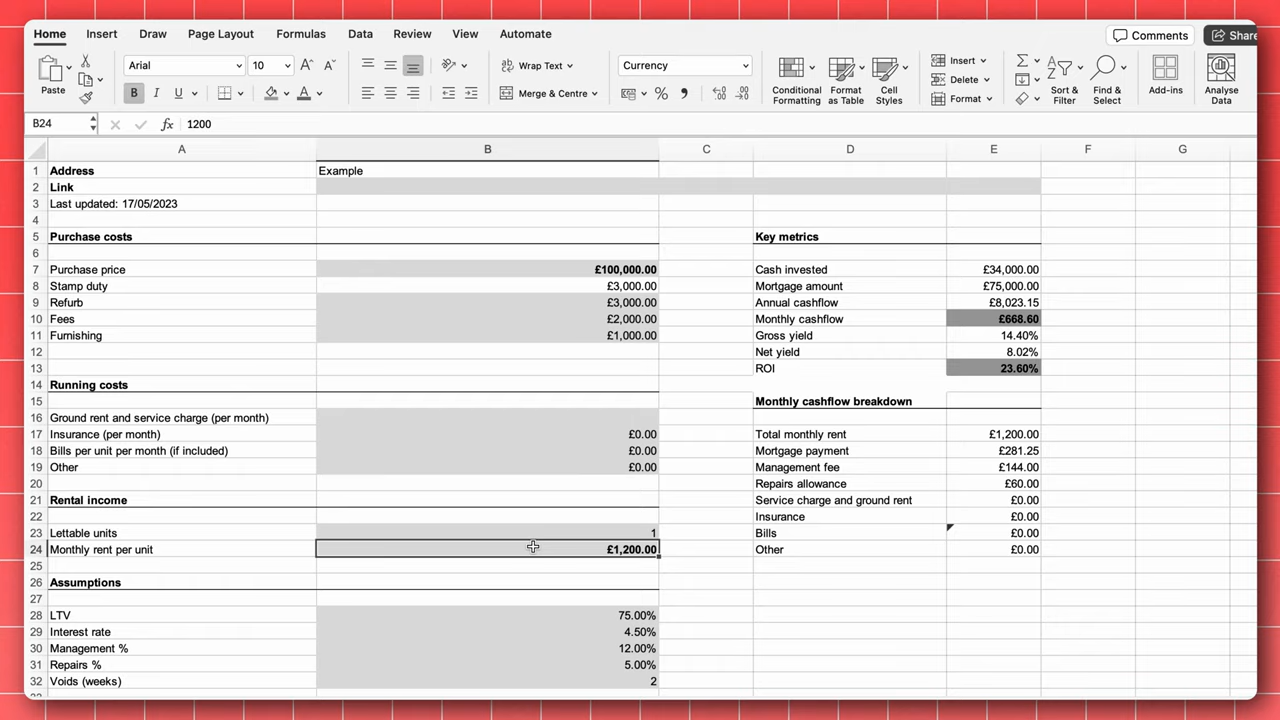 Home Insert Draw Page Layout Formulas Data Review View Automate Comments Share
Paste Arial 10 Wrap Text Merge & Centre Currency Conditional Formatting Format as Table Cell Styles Insert Delete Format Sort & Filter Find & Select Add-ins Analyse Data
B24 fx 1200
A B C D E F G
1 Address Example
2 Link
3 Last updated: 17/05/2023
4
5 Purchase costs Key metrics
6
7 Purchase price £100,000.00 Cash invested £34,000.00
8 Stamp duty £3,000.00 Mortgage amount £75,000.00
9 Refurb £3,000.00 Annual cashflow £8,023.15
10 Fees £2,000.00 Monthly cashflow £668.60
11 Furnishing £1,000.00 Gross yield 14.40%
12 Net yield 8.02%
13 ROI 23.60%
14 Running costs
15 Monthly cashflow breakdown
16 Ground rent and service charge (per month)
17 Insurance (per month) £0.00 Total monthly rent £1,200.00
18 Bills per unit per month (if included) £0.00 Mortgage payment £281.25
19 Other £0.00 Management fee £144.00
20 Repairs allowance £60.00
21 Rental income Service charge and ground rent £0.00
22 Insurance £0.00
23 Lettable units 1 Bills £0.00
24 Monthly rent per unit £1,200.00 Other £0.00
25
26 Assumptions
27
28 LTV 75.00%
29 Interest rate 4.50%
30 Management % 12.00%
31 Repairs % 5.00%
32 Voids (weeks) 2